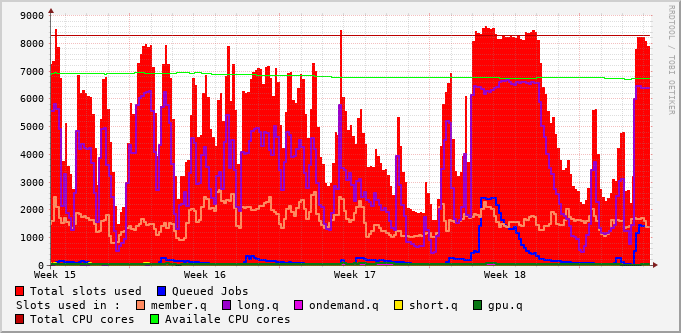 9000
8000
7000
6000
5000
4000
3000
2000
1000
0
Week 15 Week 16 Week 17 Week 18
Total slots used Queued Jobs
Slots used in : member.q long.q ondemand.q short.q gpu.q
Total CPU cores Availale CPU cores
RRDTOOL / TOBI OETIKER